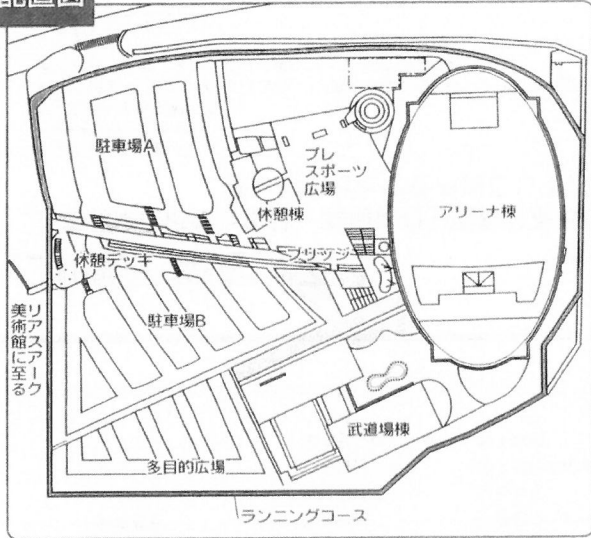 配置図
駐車場A
プレ
スポーツ
広場
アリーナ棟
休憩棟
ブリッジ
休憩デッキ
駐車場B
リアスアーク
美術館に至る
武道場棟
多目的広場
ランニングコース